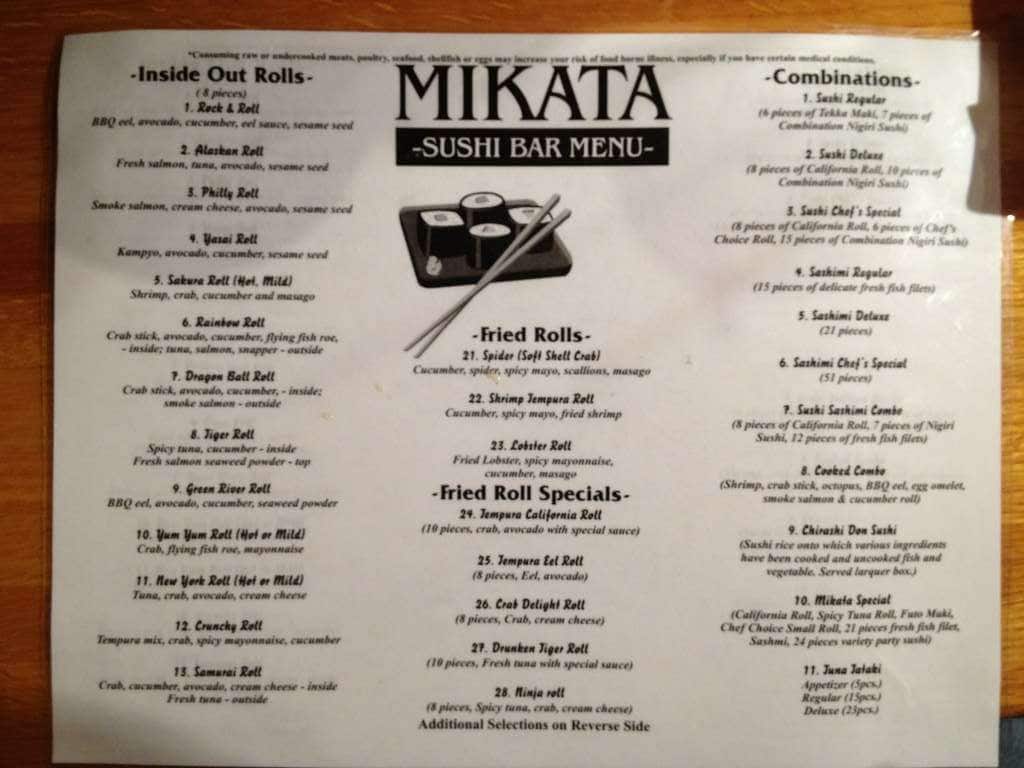 *Consuming raw or undercooked meats, poultry, seafood, shellfish or eggs may increase your risk of food borne illness, especially if you have certain medical conditions.
MIKATA
-SUSHI BAR MENU-
-Inside Out Rolls-
(8 pieces)
1. Rock & Roll
BBQ eel, avocado, cucumber, eel sauce, sesame seed
2. Alaskan Roll
Fresh salmon, tuna, avocado, sesame seed
3. Philly Roll
Smoke salmon, cream cheese, avocado, sesame seed
4. Yasai Roll
Kampyo, avocado, cucumber, sesame seed
5. Sakura Roll (Hot, Mild)
Shrimp, crab, cucumber and masago
6. Rainbow Roll
Crab stick, avocado, cucumber, flying fish roe,
- inside; tuna, salmon, snapper - outside
7. Dragon Ball Roll
Crab stick, avocado, cucumber, - inside;
smoke salmon - outside
8. Tiger Roll
Spicy tuna, cucumber - inside
Fresh salmon seaweed powder - top
9. Green River Roll
BBQ eel, avocado, cucumber, seaweed powder
10. Yum Yum Roll (Hot or Mild)
Crab, flying fish roe, mayonnaise
11. New York Roll (Hot or Mild)
Tuna, crab, avocado, cream cheese
12. Crunchy Roll
Tempura mix, crab, spicy mayonnaise, cucumber
13. Samurai Roll
Crab, cucumber, avocado, cream cheese - inside
Fresh tuna - outside
-Fried Rolls-
21. Spider (Soft Shell Crab)
Cucumber, spider, spicy mayo, scallions, masago
22. Shrimp Tempura Roll
Cucumber, spicy mayo, fried shrimp
23. Lobster Roll
Fried Lobster, spicy mayonnaise,
cucumber, masago
-Fried Roll Specials-
24. Tempura California Roll
(10 pieces, crab, avocado with special sauce)
25. Tempura Eel Roll
(8 pieces, Eel, avocado)
26. Crab Delight Roll
(8 pieces, Crab, cream cheese)
27. Drunken Tiger Roll
(10 pieces, Fresh tuna with special sauce)
28. Ninja roll
(8 pieces, Spicy tuna, crab, cream cheese)
Additional Selections on Reverse Side
-Combinations-
1. Sushi Regular
(6 pieces of Tekka Maki, 7 pieces of
Combination Nigiri Sushi)
2. Sushi Deluxe
(8 pieces of California Roll, 10 pieces of
Combination Nigiri Sushi)
3. Sushi Chef's Special
(8 pieces of California Roll, 6 pieces of Chef's
Choice Roll, 15 pieces of Combination Nigiri Sushi)
4. Sashimi Regular
(15 pieces of delicate fresh fish filets)
5. Sashimi Deluxe
(21 pieces)
6. Sashimi Chef's Special
(51 pieces)
7. Sushi Sashimi Combo
(8 pieces of California Roll, 7 pieces of Nigiri
Sushi, 12 pieces of fresh fish filets)
8. Cooked Combo
(Shrimp, crab stick, octopus, BBQ eel, egg omelet,
smoke salmon & cucumber roll)
9. Chirashi Don Sushi
(Sushi rice onto which various ingredients
have been cooked and uncooked fish and
vegetable. Served larquer box.)
10. Mikata Special
(California Roll, Spicy Tuna Roll, Futo Maki,
Chef Choice Small Roll, 21 pieces fresh fish filet,
Sashmi, 24 pieces variety party sushi)
11. Tuna Tataki
Appetizer (5pcs.)
Regular (15pcs.)
Deluxe (23pcs.)